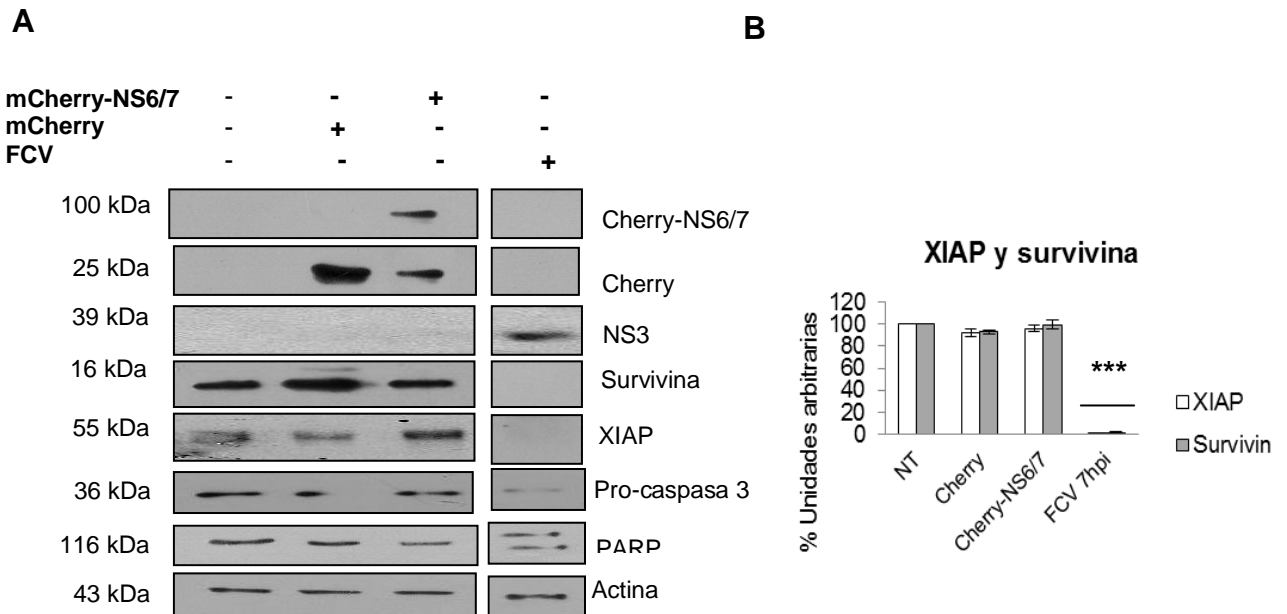 A
B
mCherry-NS6/7 - - + -
mCherry - + - -
FCV - - - +
100 kDa Cherry-NS6/7
25 kDa Cherry
39 kDa NS3
16 kDa Survivina
55 kDa XIAP
36 kDa Pro-caspasa 3
116 kDa PARP
43 kDa Actina
XIAP y survivina
% Unidades arbitrarias
120
100
80
60
40
20
0
***
NT
Cherry
Cherry-NS6/7
FCV 7hpi
XIAP
Survivin